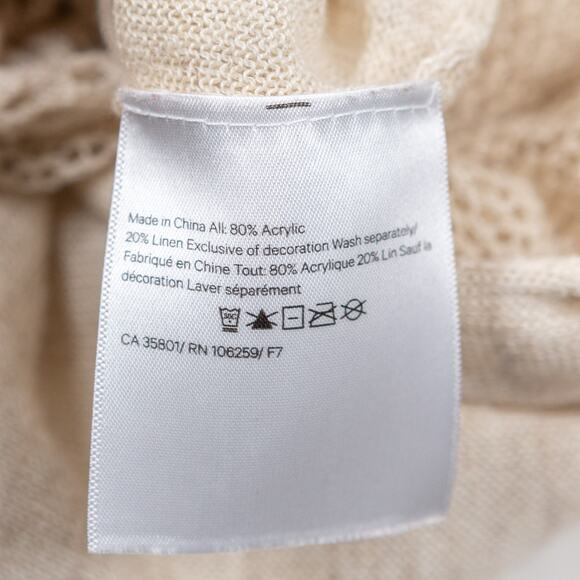 Made in China All: 80% Acrylic
20% Linen Exclusive of decoration Wash separately/
Fabriqué en Chine Tout: 80% Acrylique 20% Lin Sauf la
décoration Laver séparément
30C
CA 35801/ RN 106259/ F7